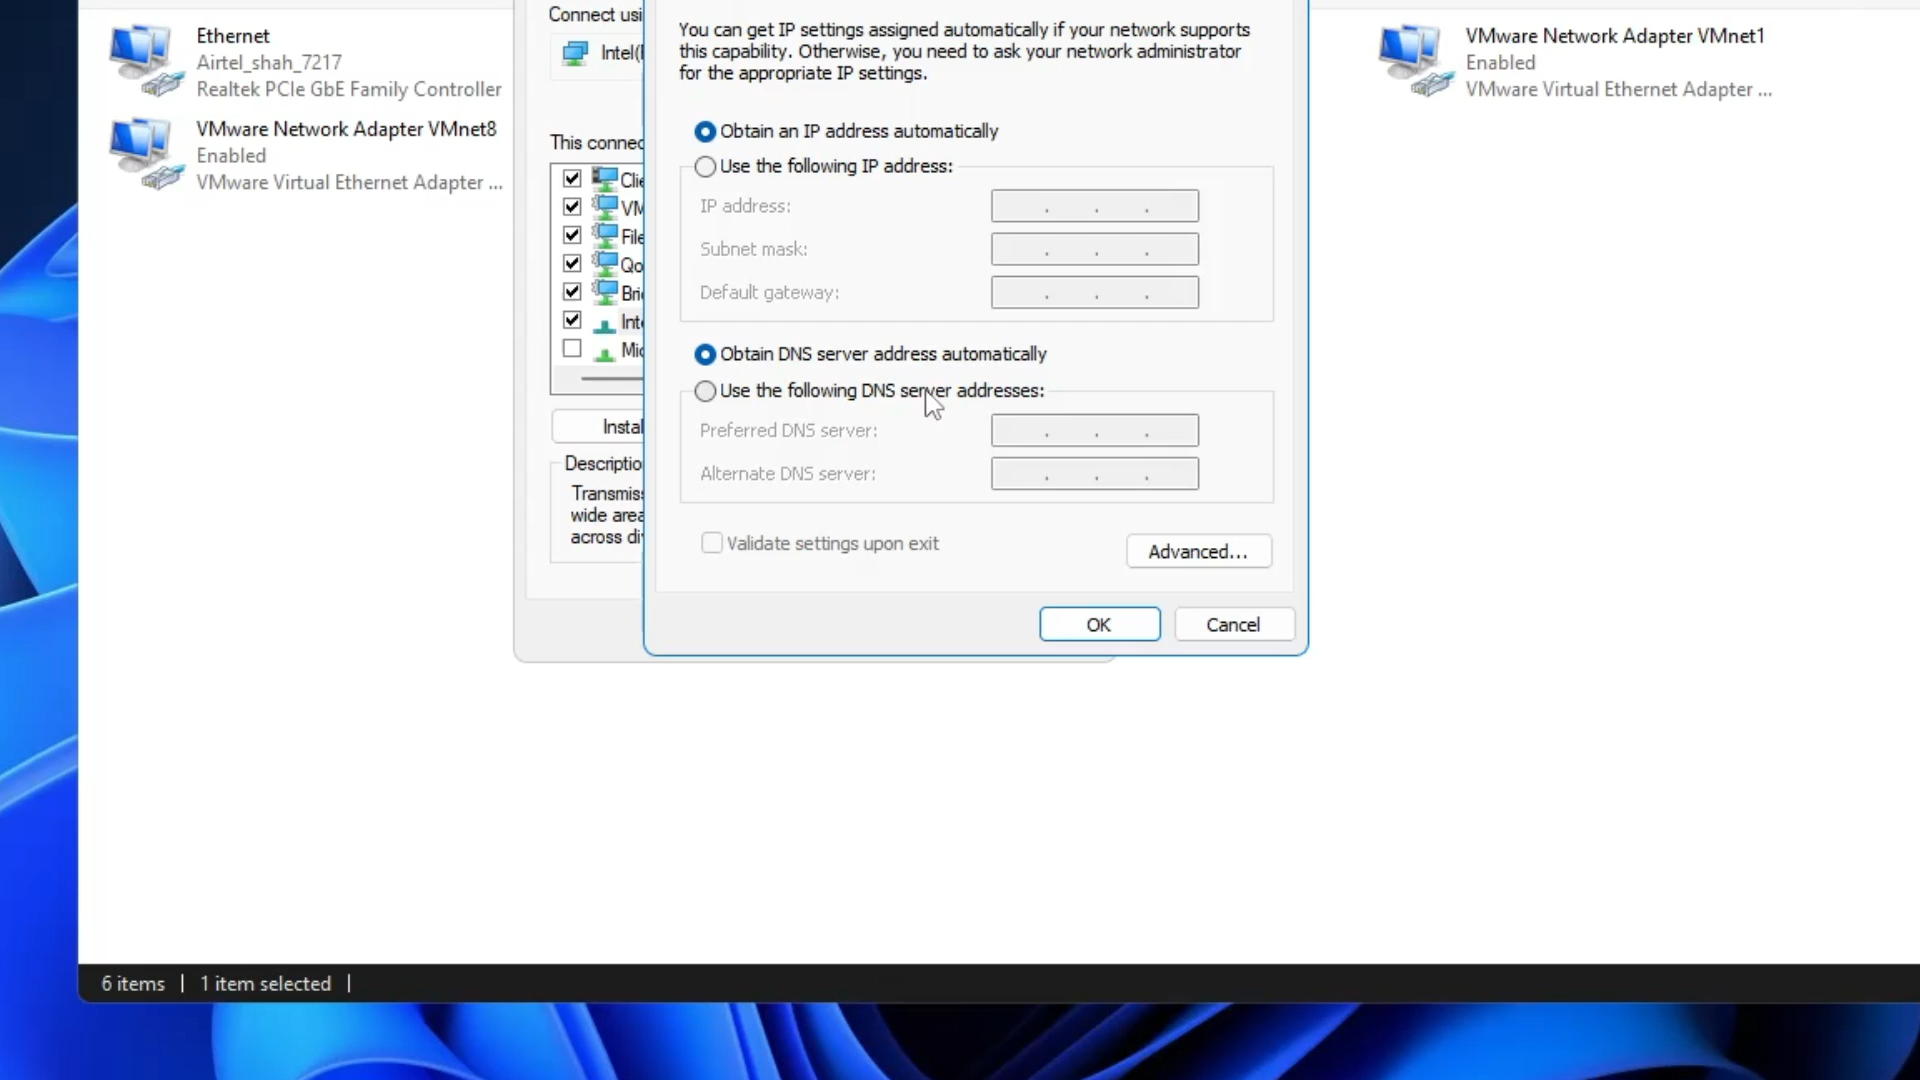 Ethernet
Airtel_shah_7217
Realtek PCIe GbE Family Controller
VMware Network Adapter VMnet8
Enabled
VMware Virtual Ethernet Adapter ...
Connect usi
Intel(
This connec
Clie
VM
File
Qo
Brid
Inte
Mic
Instal
Descriptio
Transmis
wide area
across di
You can get IP settings assigned automatically if your network supports
this capability. Otherwise, you need to ask your network administrator
for the appropriate IP settings.
Obtain an IP address automatically
Use the following IP address:
IP address:
Subnet mask:
Default gateway:
Obtain DNS server address automatically
Use the following DNS server addresses:
Preferred DNS server:
Alternate DNS server:
Validate settings upon exit
Advanced...
OK
Cancel
VMware Network Adapter VMnet1
Enabled
VMware Virtual Ethernet Adapter ...
6 items | 1 item selected |